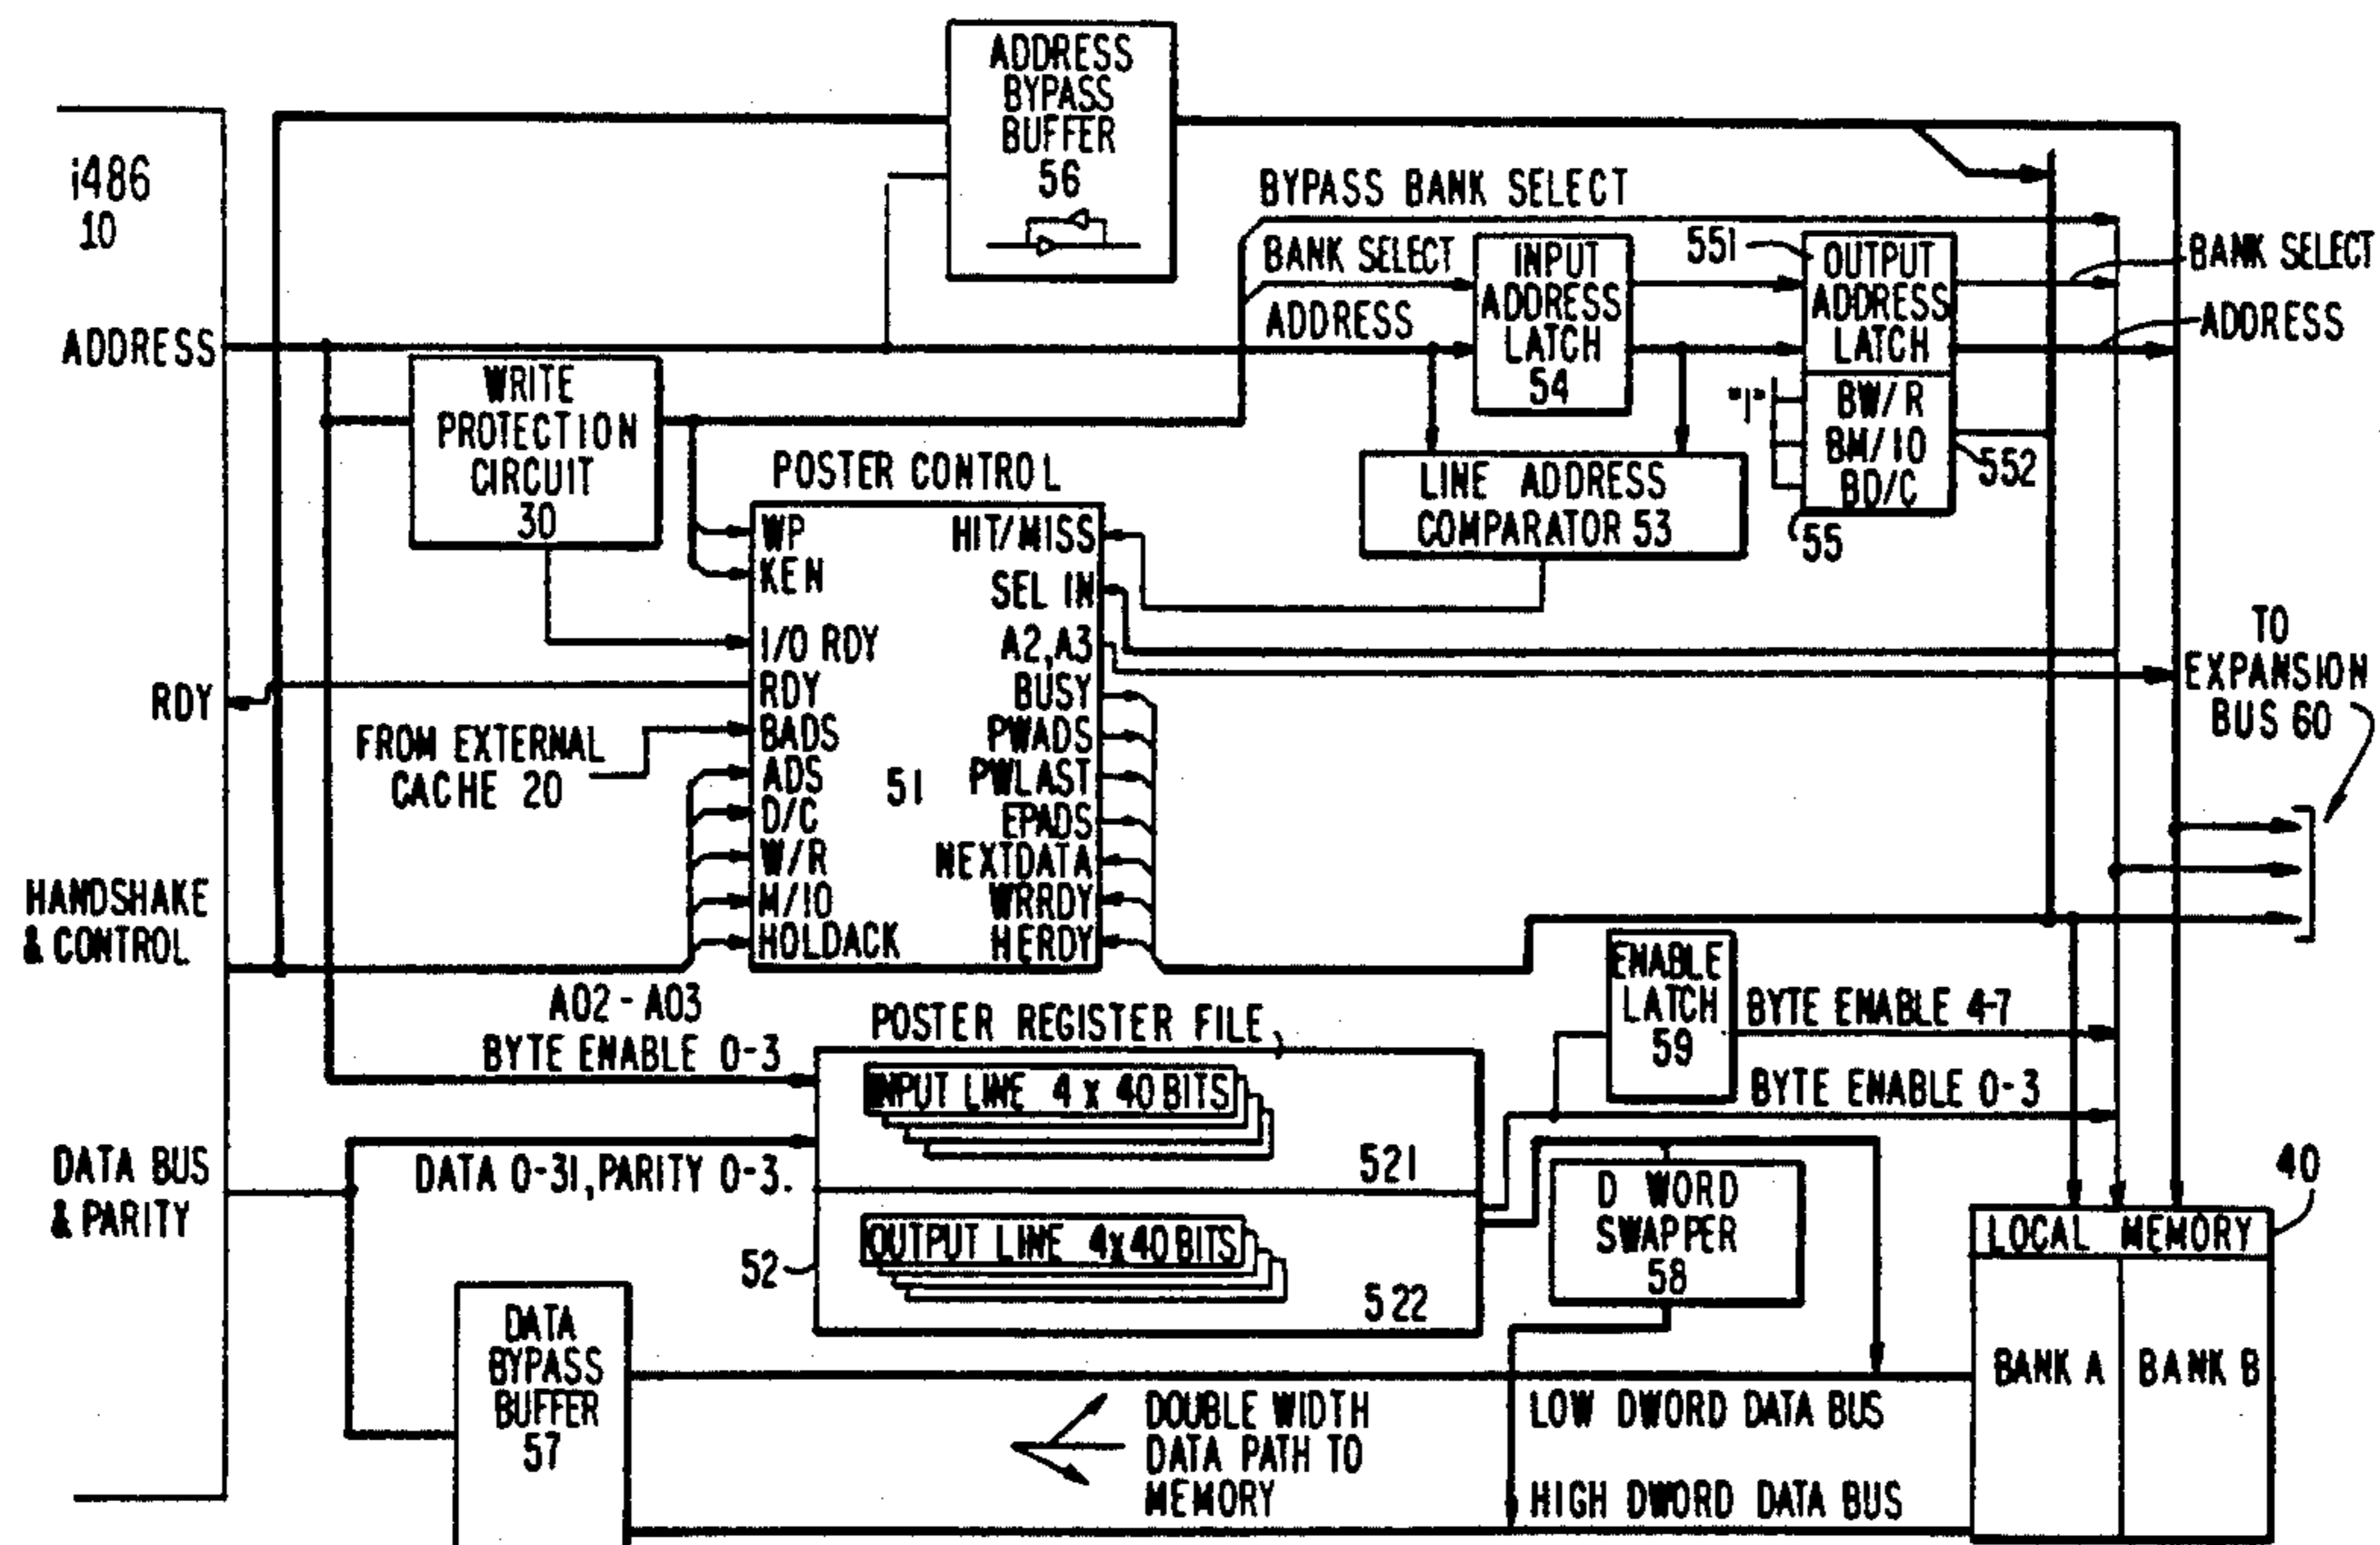 ADDRESS
BYPASS
BUFFER
56
i486
10
BYPASS BANK SELECT
BANK SELECT
ADDRESS
INPUT
ADDRESS
LATCH
54
551
OUTPUT
ADDRESS
LATCH
BANK SELECT
ADDRESS
"1"
BW/R
BM/IO
BD/C
552
55
ADDRESS
WRITE
PROTECTION
CIRCUIT
30
LINE ADDRESS
COMPARATOR 53
POSTER CONTROL
WP
KEN
I/O RDY
RDY
BADS
ADS
D/C
W/R
M/IO
HOLDACK
51
HIT/MISS
SEL IN
A2,A3
BUSY
PWADS
PWLAST
EPADS
NEXTDATA
WRRDY
HERDY
RDY
FROM EXTERNAL
CACHE 20
TO
EXPANSION
BUS 60
HANDSHAKE
& CONTROL
A02-A03
BYTE ENABLE 0-3
POSTER REGISTER FILE
ENABLE
LATCH
59
BYTE ENABLE 4-7
BYTE ENABLE 0-3
INPUT LINE 4 x 40 BITS
521
DATA BUS
& PARITY
DATA 0-31,PARITY 0-3.
OUTPUT LINE 4x40 BITS
52
522
D WORD
SWAPPER
58
40
LOCAL MEMORY
BANK A
BANK B
DATA
BYPASS
BUFFER
57
DOUBLE WIDTH
DATA PATH TO
MEMORY
LOW DWORD DATA BUS
HIGH DWORD DATA BUS